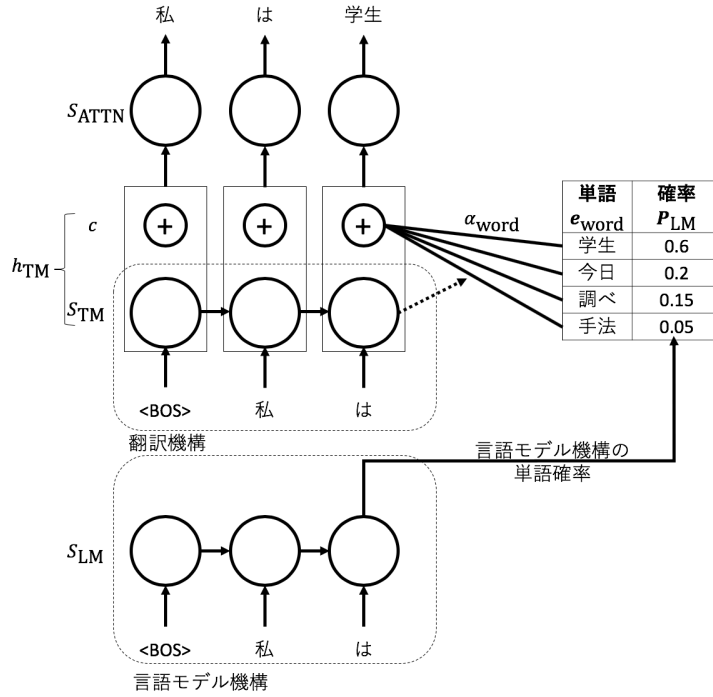 私 は 学生
S_ATTN
c
h_TM
S_TM
+ + +
α_word
単語 確率
e_word P_LM
学生 0.6
今日 0.2
調べ 0.15
手法 0.05
<BOS> 私 は
翻訳機構
言語モデル機構の
単語確率
S_LM
<BOS> 私 は
言語モデル機構